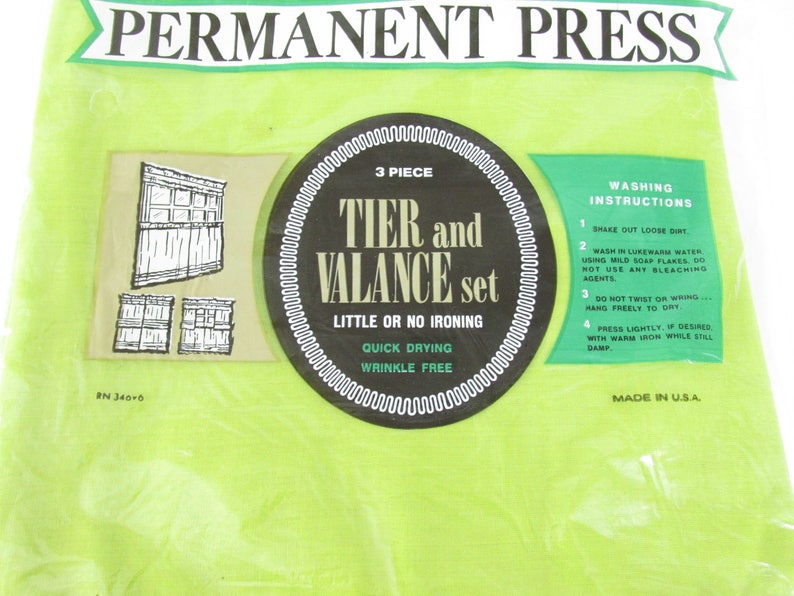 PERMANENT PRESS
3 PIECE
TIER and
VALANCE set
LITTLE OR NO IRONING
QUICK DRYING
WRINKLE FREE
WASHING
INSTRUCTIONS
1 SHAKE OUT LOOSE DIRT.
2 WASH IN LUKEWARM WATER,
USING MILD SOAP FLAKES. DO
NOT USE ANY BLEACHING
AGENTS.
3 DO NOT TWIST OR WRING...
HANG FREELY TO DRY.
4 PRESS LIGHTLY, IF DESIRED,
WITH WARM IRON WHILE STILL
DAMP.
RN
MADE IN U.S.A.